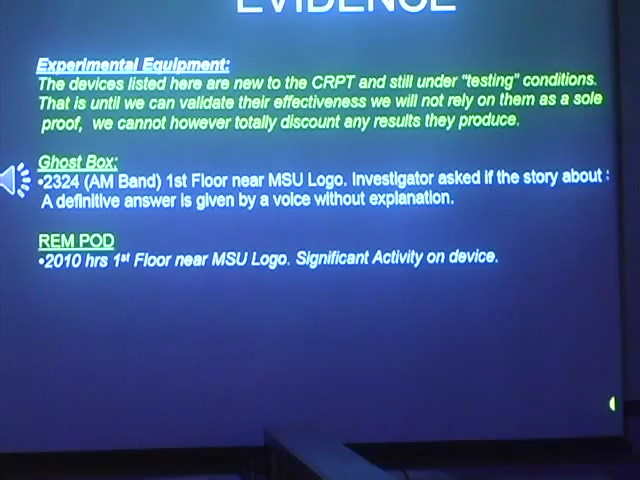 EVIDENCE
Experimental Equipment:
The devices listed here are new to the CRPT and still under "testing" conditions.
That is until we can validate their effectiveness we will not rely on them as a sole
proof, we cannot however totally discount any results they produce.
Ghost Box:
•2324 (AM Band) 1st Floor near MSU Logo. Investigator asked if the story about
A definitive answer is given by a voice without explanation.
REM POD
•2010 hrs 1st Floor near MSU Logo. Significant Activity on device.